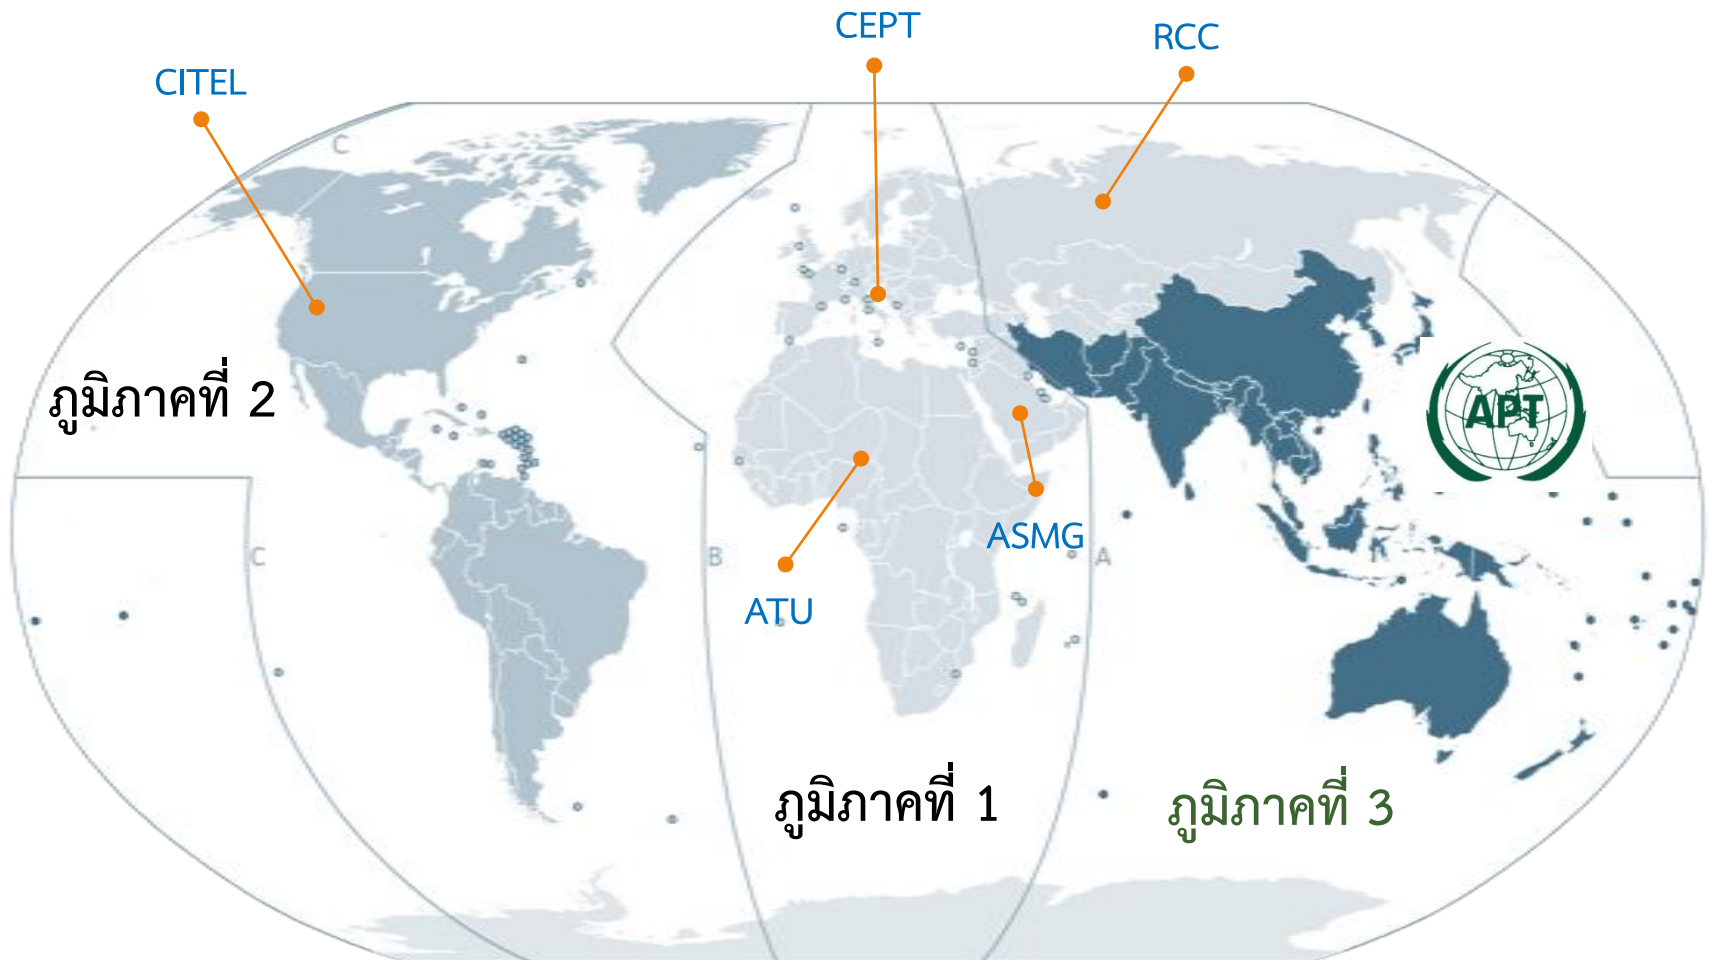 CEPT
RCC
CITEL
C
ภูมิภาคที่ 2
APT
ASMG
C
B
A
ATU
ภูมิภาคที่ 1
ภูมิภาคที่ 3